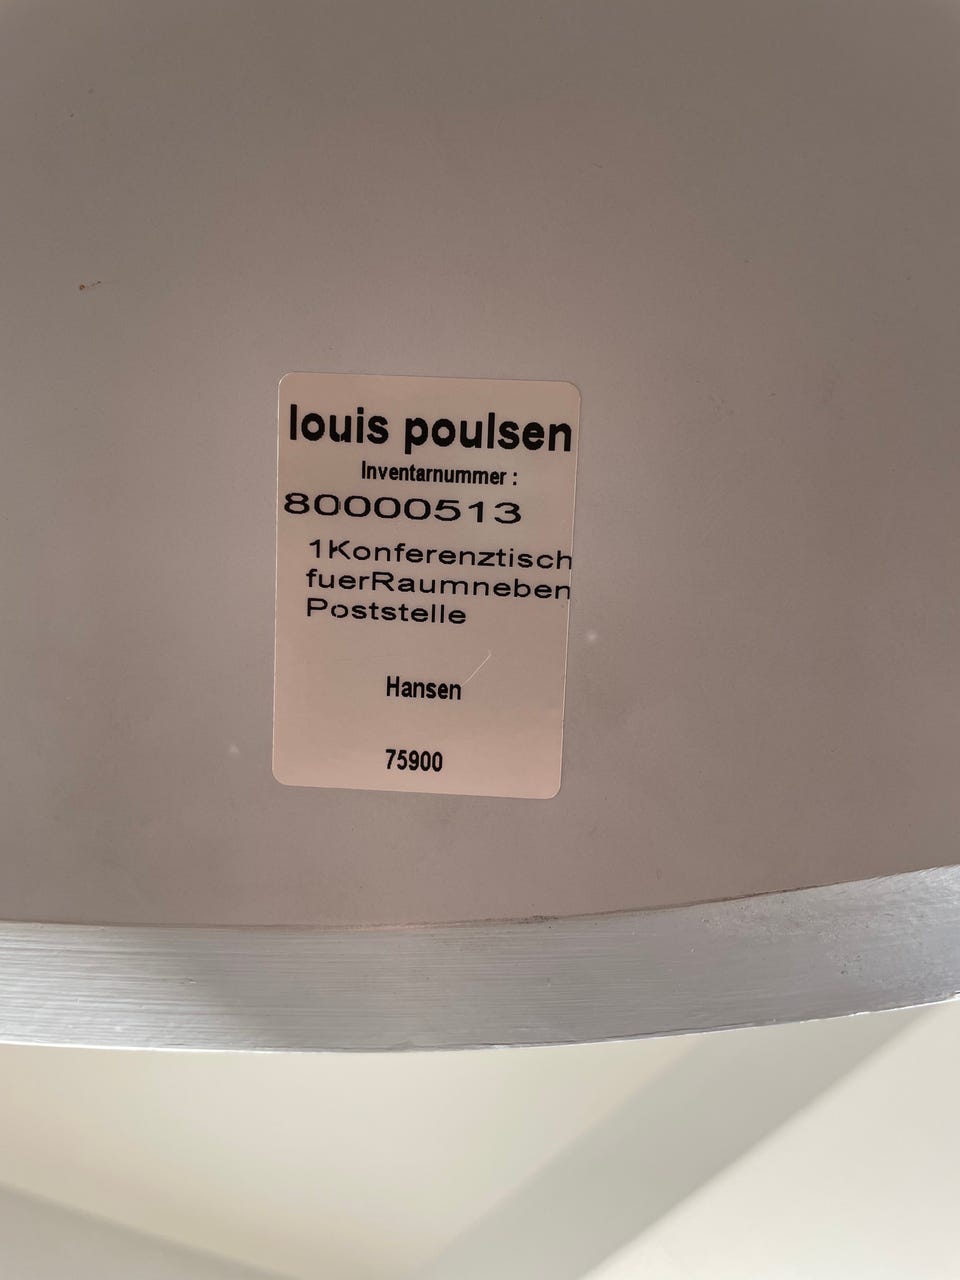 louis poulsen
Inventarnummer :
80000513
1Konferenztisch
fuerRaumneben
Poststelle
Hansen
75900